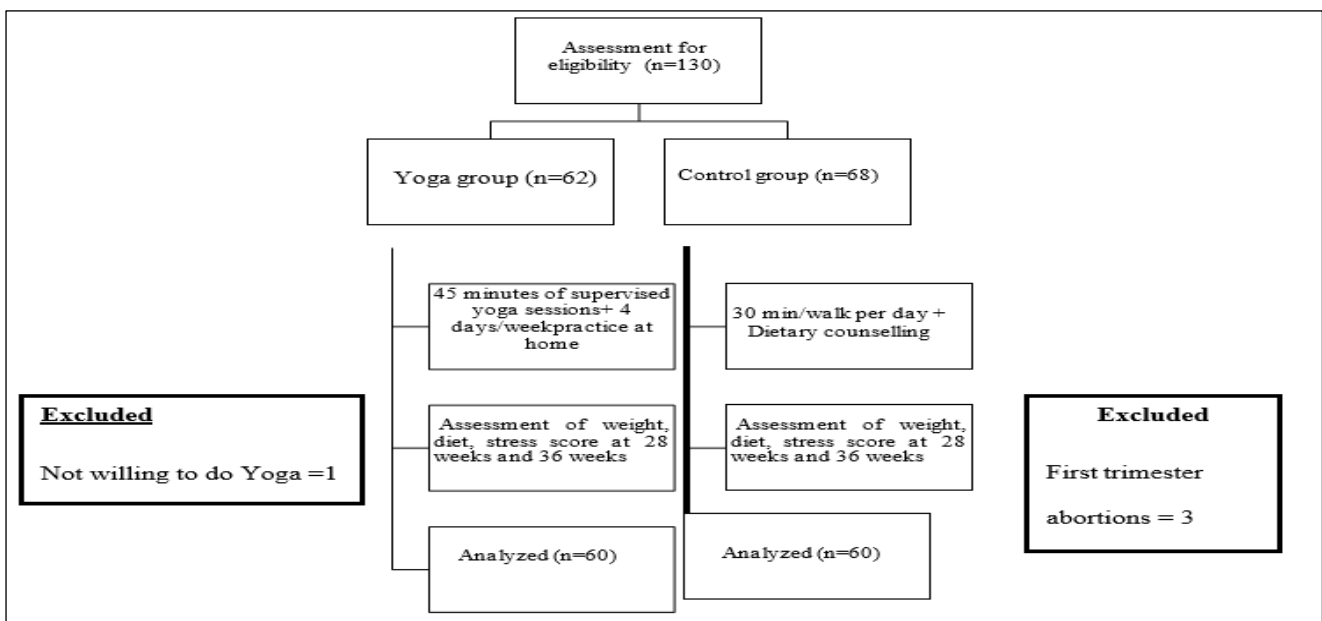 Assessment for
eligibility (n=130)
Yoga group (n=62)
Control group (n=68)
45 minutes of supervised
yoga sessions+ 4
days/weekpractice at
home
30 min/walk per day +
Dietary counselling
Excluded
Not willing to do Yoga =1
Assessment of weight,
diet, stress score at 28
weeks and 36 weeks
Assessment of weight,
diet, stress score at 28
weeks and 36 weeks
Excluded
First trimester
abortions = 3
Analyzed (n=60)
Analyzed (n=60)